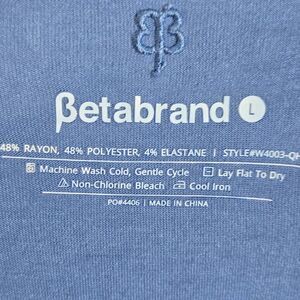 βetabrand L
48% RAYON, 48% POLYESTER, 4% ELASTANE | STYLE#W4003-QH
Machine Wash Cold, Gentle Cycle Lay Flat To Dry
Non-Chlorine Bleach Cool Iron
PO#4406 | MADE IN CHINA